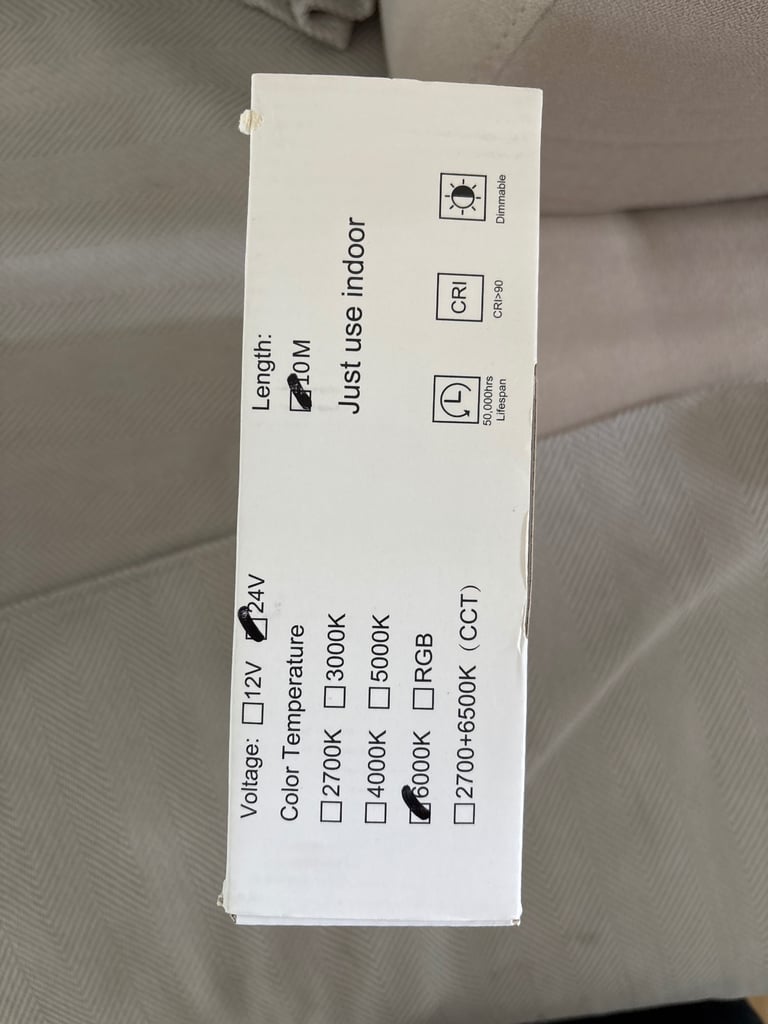 Voltage: ☐12V ☑24V
Color Temperature
☐2700K ☐3000K
☐4000K ☐5000K
☑6000K ☐RGB
☐2700+6500K (CCT)
Length:
☑10M
Just use indoor
50,000hrs
Lifespan
CRI
CRI>90
Dimmable